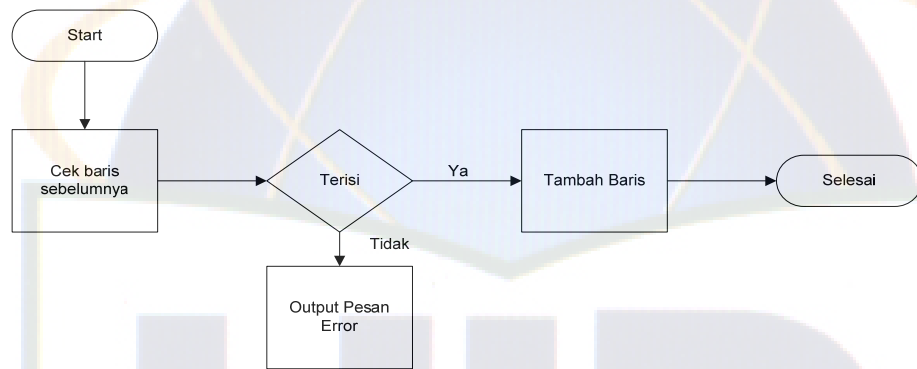 Start
Cek baris
sebelumnya
Terisi
Ya
Tambah Baris
Selesai
Tidak
Output Pesan
Error